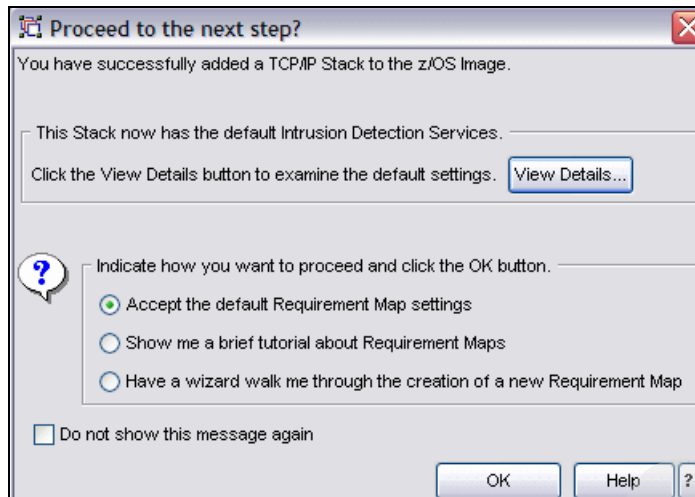 Proceed to the next step?
You have successfully added a TCP/IP Stack to the z/OS Image.
This Stack now has the default Intrusion Detection Services.
Click the View Details button to examine the default settings. View Details...
Indicate how you want to proceed and click the OK button.
Accept the default Requirement Map settings
Show me a brief tutorial about Requirement Maps
Have a wizard walk me through the creation of a new Requirement Map
Do not show this message again
OK Help ?